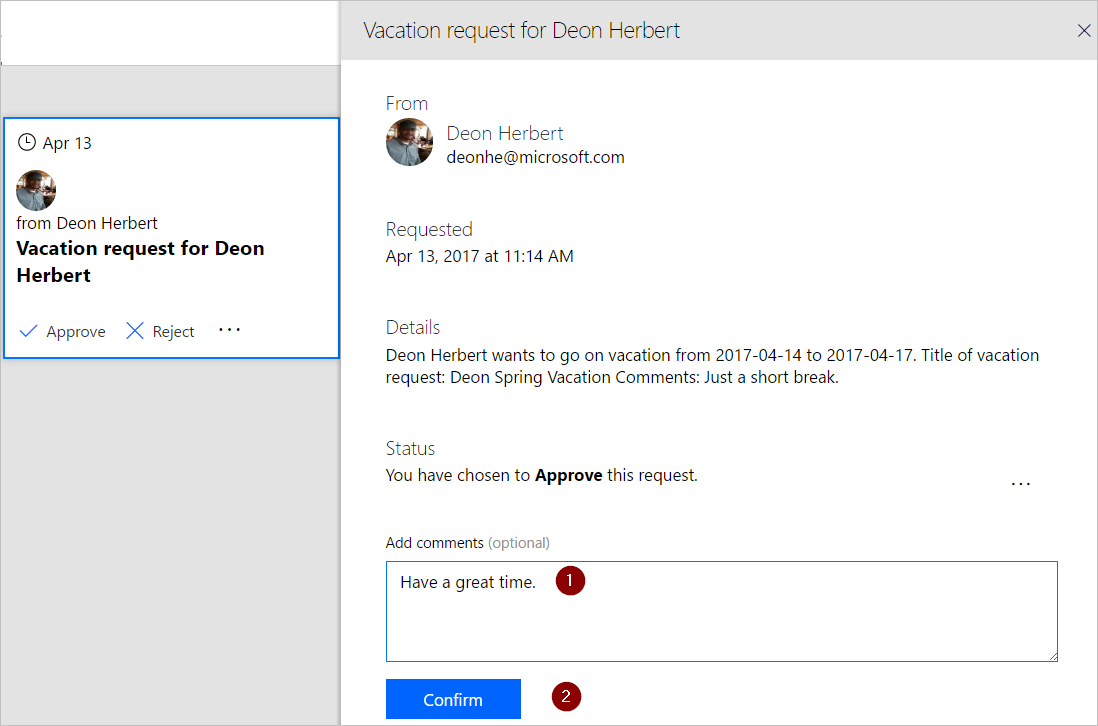 Vacation request for Deon Herbert
Apr 13
from Deon Herbert
Vacation request for Deon
Herbert
Approve
Reject
...
From
Deon Herbert
deonhe@microsoft.com
Requested
Apr 13, 2017 at 11:14 AM
Details
Deon Herbert wants to go on vacation from 2017-04-14 to 2017-04-17. Title of vacation
request: Deon Spring Vacation Comments: Just a short break.
Status
You have chosen to Approve this request.
...
Add comments (optional)
Have a great time.
1
Confirm
2